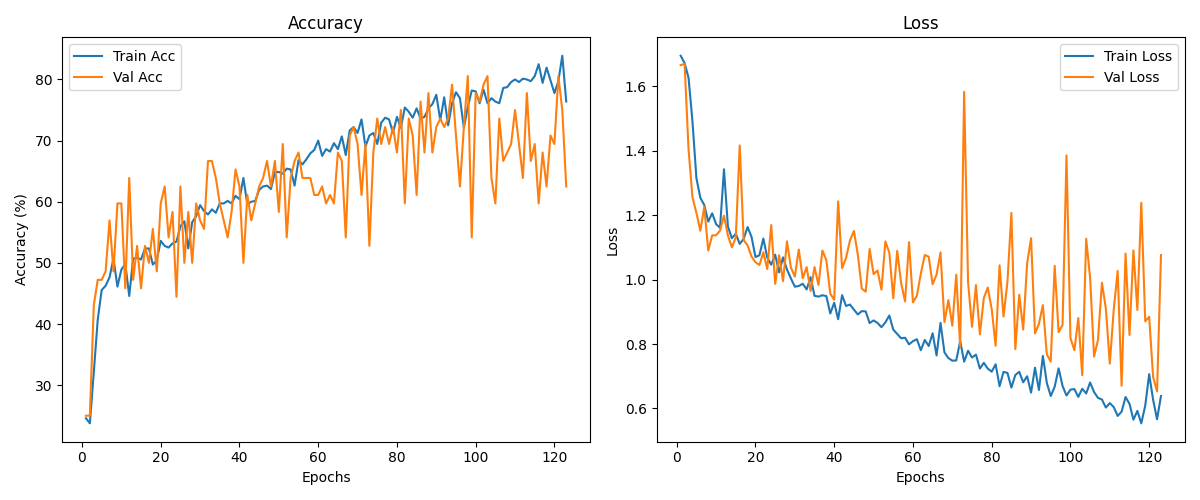 Accuracy
Train Acc
Val Acc
Accuracy (%)
80
70
60
50
40
30
0 20 40 60 80 100 120
Epochs
Loss
Train Loss
Val Loss
Loss
1.6
1.4
1.2
1.0
0.8
0.6
0 20 40 60 80 100 120
Epochs